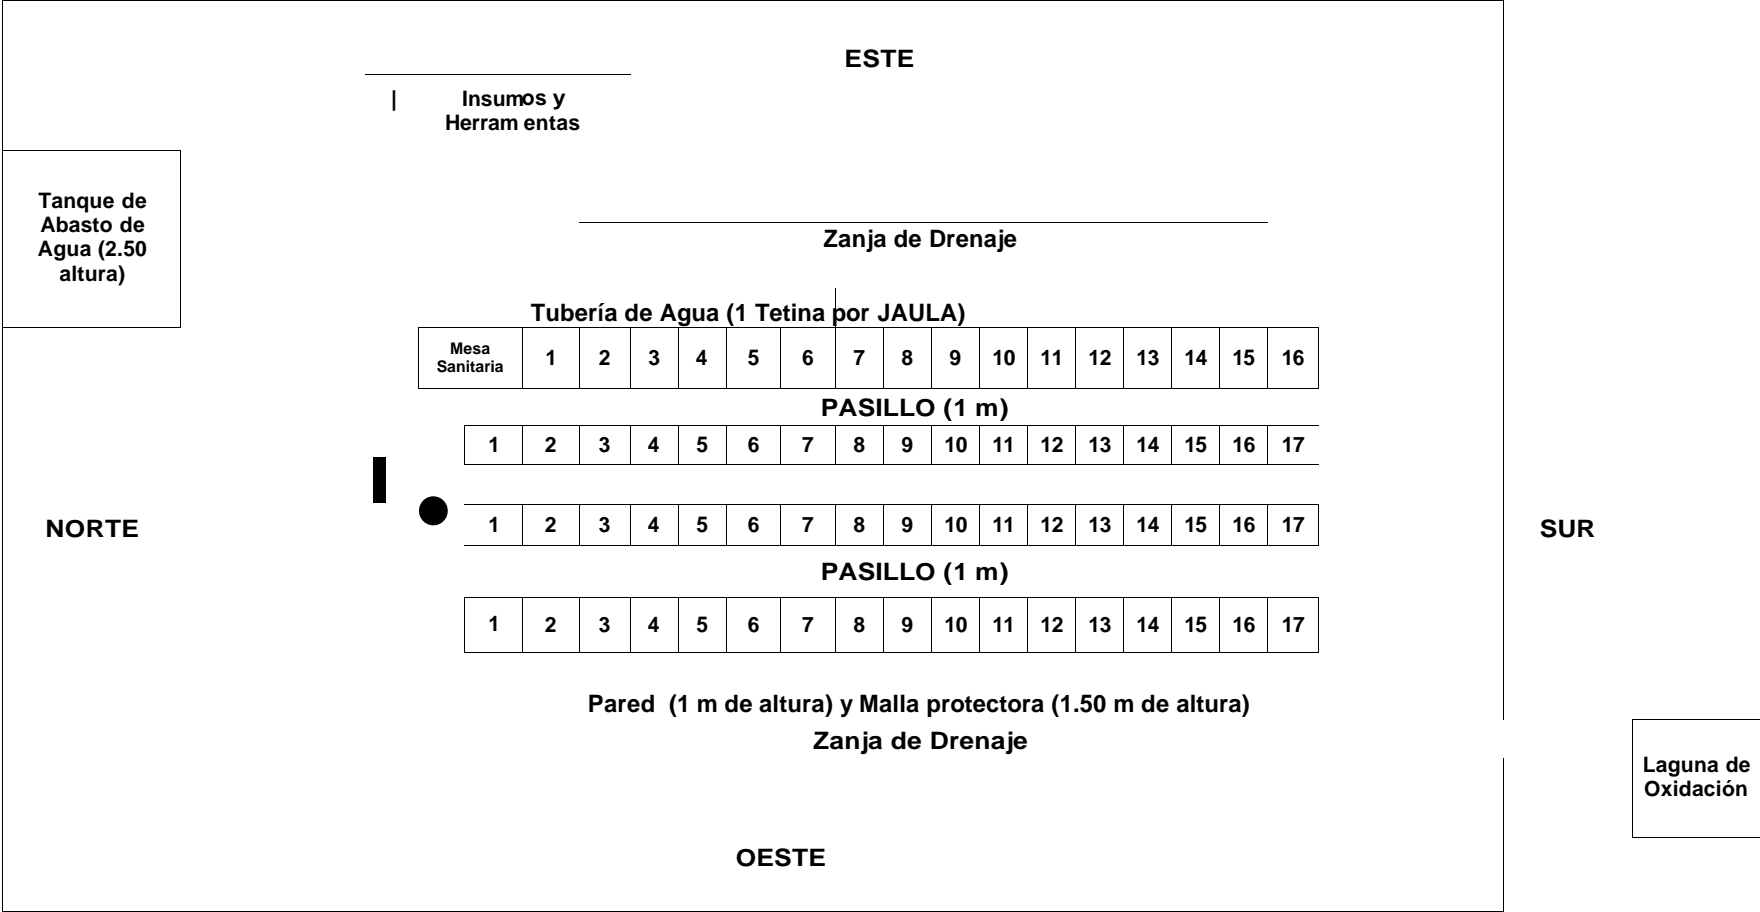 ESTE
| Insumos y
Herram entas
Tanque de
Abasto de
Agua (2.50
altura)
Zanja de Drenaje
Tubería de Agua (1 Tetina por JAULA)
Mesa
Sanitaria
1 2 3 4 5 6 7 8 9 10 11 12 13 14 15 16
PASILLO (1 m)
1 2 3 4 5 6 7 8 9 10 11 12 13 14 15 16 17
NORTE
1 2 3 4 5 6 7 8 9 10 11 12 13 14 15 16 17
SUR
PASILLO (1 m)
1 2 3 4 5 6 7 8 9 10 11 12 13 14 15 16 17
Pared (1 m de altura) y Malla protectora (1.50 m de altura)
Zanja de Drenaje
Laguna de
Oxidación
OESTE